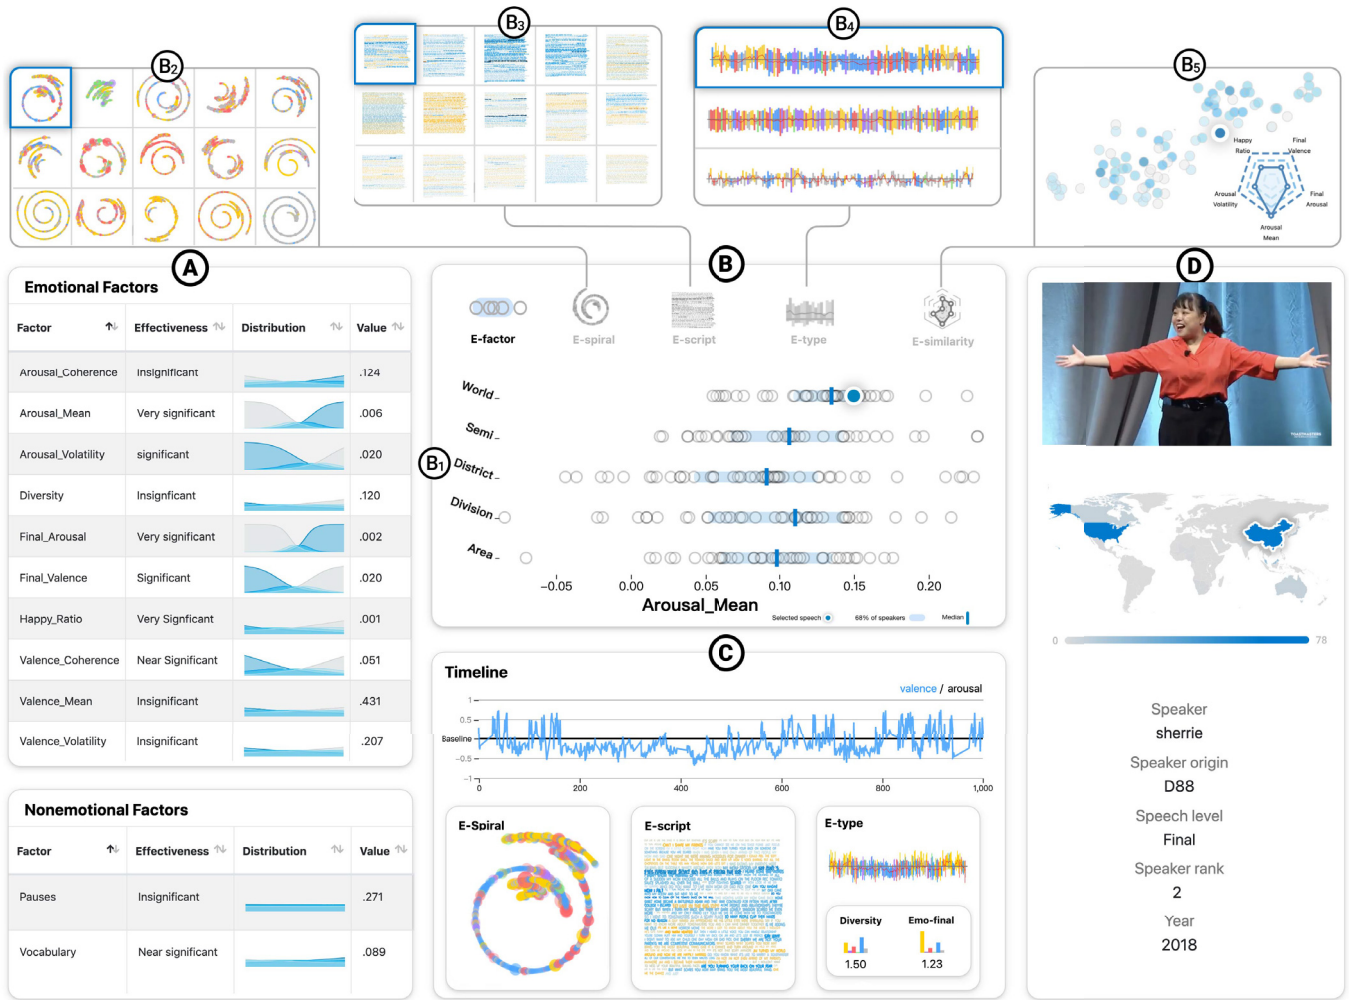 B2
B3
B4
B5
Happy Ratio
Final Valence
Arousal Volatility
Final Arousal
Arousal Mean
A
Emotional Factors
Factor Effectiveness Distribution Value
Arousal_Coherence Insignificant .124
Arousal_Mean Very significant .006
Arousal_Volatility significant .020
Diversity Insignficant .120
Final_Arousal Very significant .002
Final_Valence Significant .020
Happy_Ratio Very Signficant .001
Valence_Coherence Near Significant .051
Valence_Mean Insignificant .431
Valence_Volatility Insignificant .207
Nonemotional Factors
Factor Effectiveness Distribution Value
Pauses Insignificant .271
Vocabulary Near significant .089
B
E-factor E-spiral E-script E-type E-similarity
B1
World
Semi
District
Division
Area
−0.05 0.00 0.05 0.10 0.15 0.20
Arousal_Mean
Selected speech 68% of speakers Median
C
Timeline
valence / arousal
1
0.5
Baseline
−0.5
−1
0 200 400 600 800 1,000
E-Spiral
E-script
E-type
Diversity Emo-final
1.50 1.23
D
TOASTMASTERS
0 78
Speaker
sherrie
Speaker origin
D88
Speech level
Final
Speaker rank
2
Year
2018